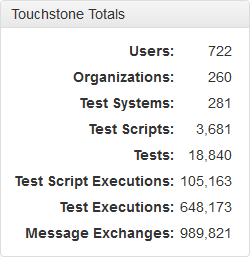 Touchstone Totals
Users: 722
Organizations: 260
Test Systems: 281
Test Scripts: 3,681
Tests: 18,840
Test Script Executions: 105,163
Test Executions: 648,173
Message Exchanges: 989,821